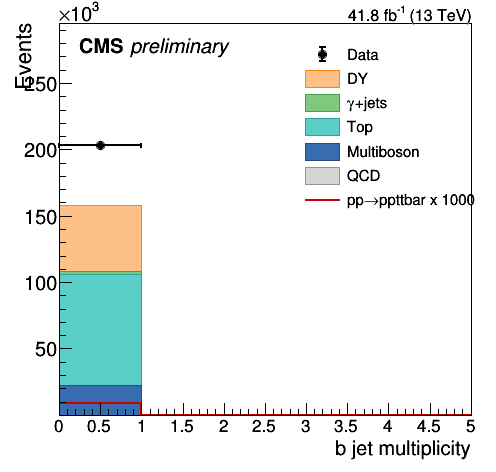 ×10³
41.8 fb⁻¹ (13 TeV)
Events
CMS preliminary
Data
DY
γ+jets
Top
Multiboson
QCD
pp→ppttbar x 1000
250
200
150
100
50
0 0.5 1 1.5 2 2.5 3 3.5 4 4.5 5
b jet multiplicity